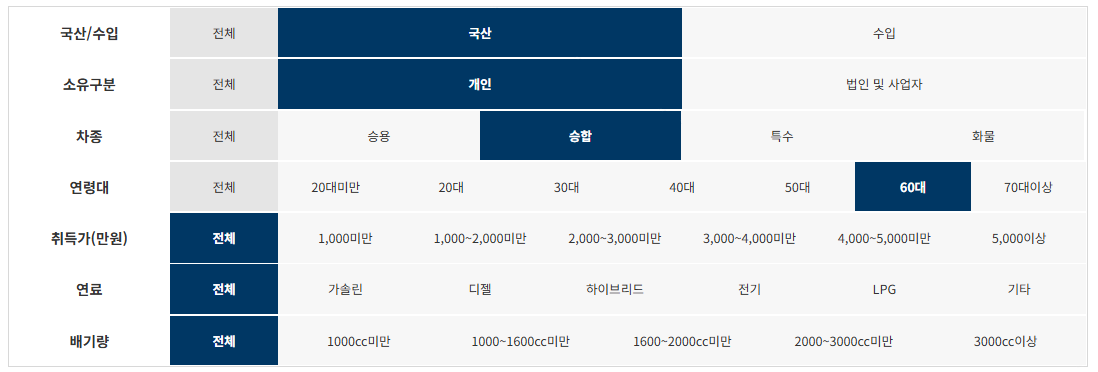 국산/수입 전체 국산 수입
소유구분 전체 개인 법인 및 사업자
차종 전체 승용 승합 특수 화물
연령대 전체 20대미만 20대 30대 40대 50대 60대 70대이상
취득가(만원) 전체 1,000미만 1,000~2,000미만 2,000~3,000미만 3,000~4,000미만 4,000~5,000미만 5,000이상
연료 전체 가솔린 디젤 하이브리드 전기 LPG 기타
배기량 전체 1000cc미만 1000~1600cc미만 1600~2000cc미만 2000~3000cc미만 3000cc이상